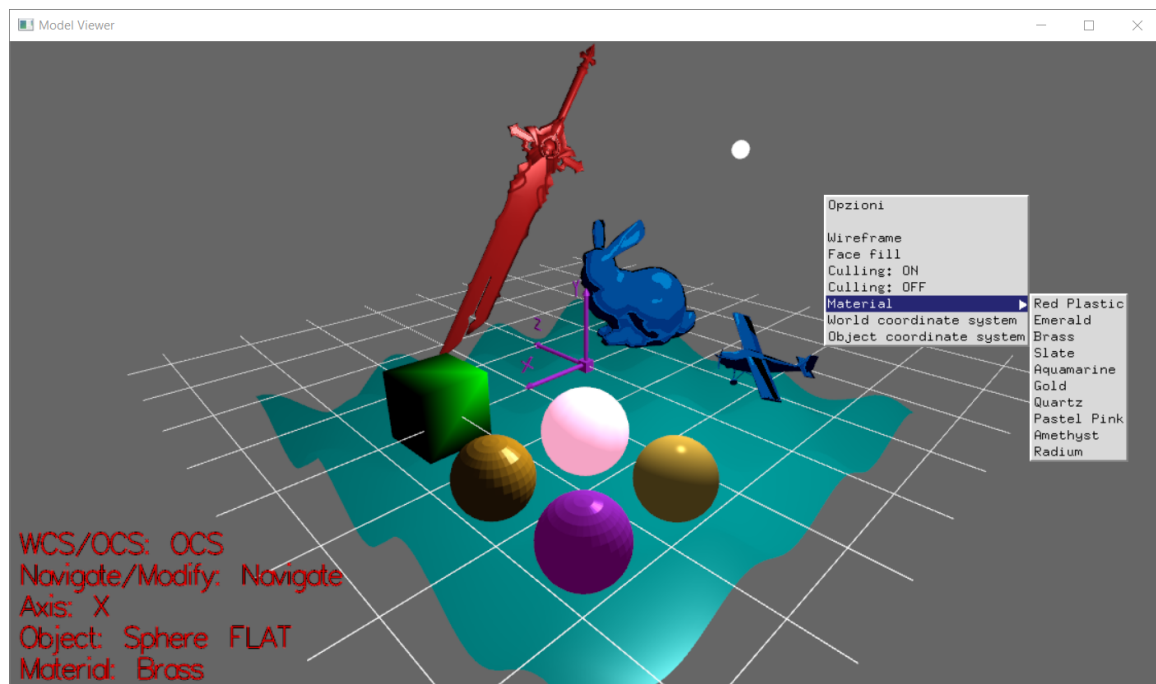 Model Viewer
Opzioni
Wireframe
Face fill
Culling: ON
Culling: OFF
Material
World coordinate system
Object coordinate system
Red Plastic
Emerald
Brass
Slate
Aquamarine
Gold
Quartz
Pastel Pink
Amethyst
Radium
Y
Z
X
WCS/OCS: OCS
Navigate/Modify: Navigate
Axis: X
Object: Sphere FLAT
Material: Brass